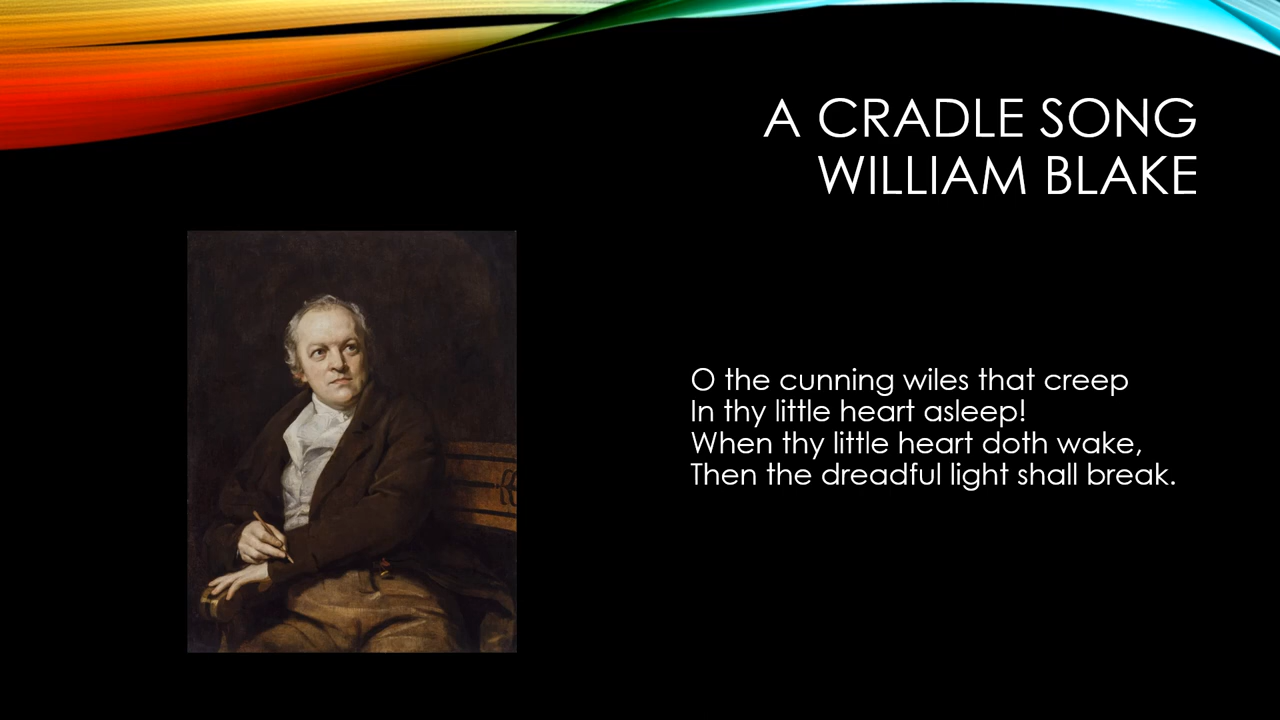 A CRADLE SONG
WILLIAM BLAKE
O the cunning wiles that creep
In thy little heart asleep!
When thy little heart doth wake,
Then the dreadful light shall break.